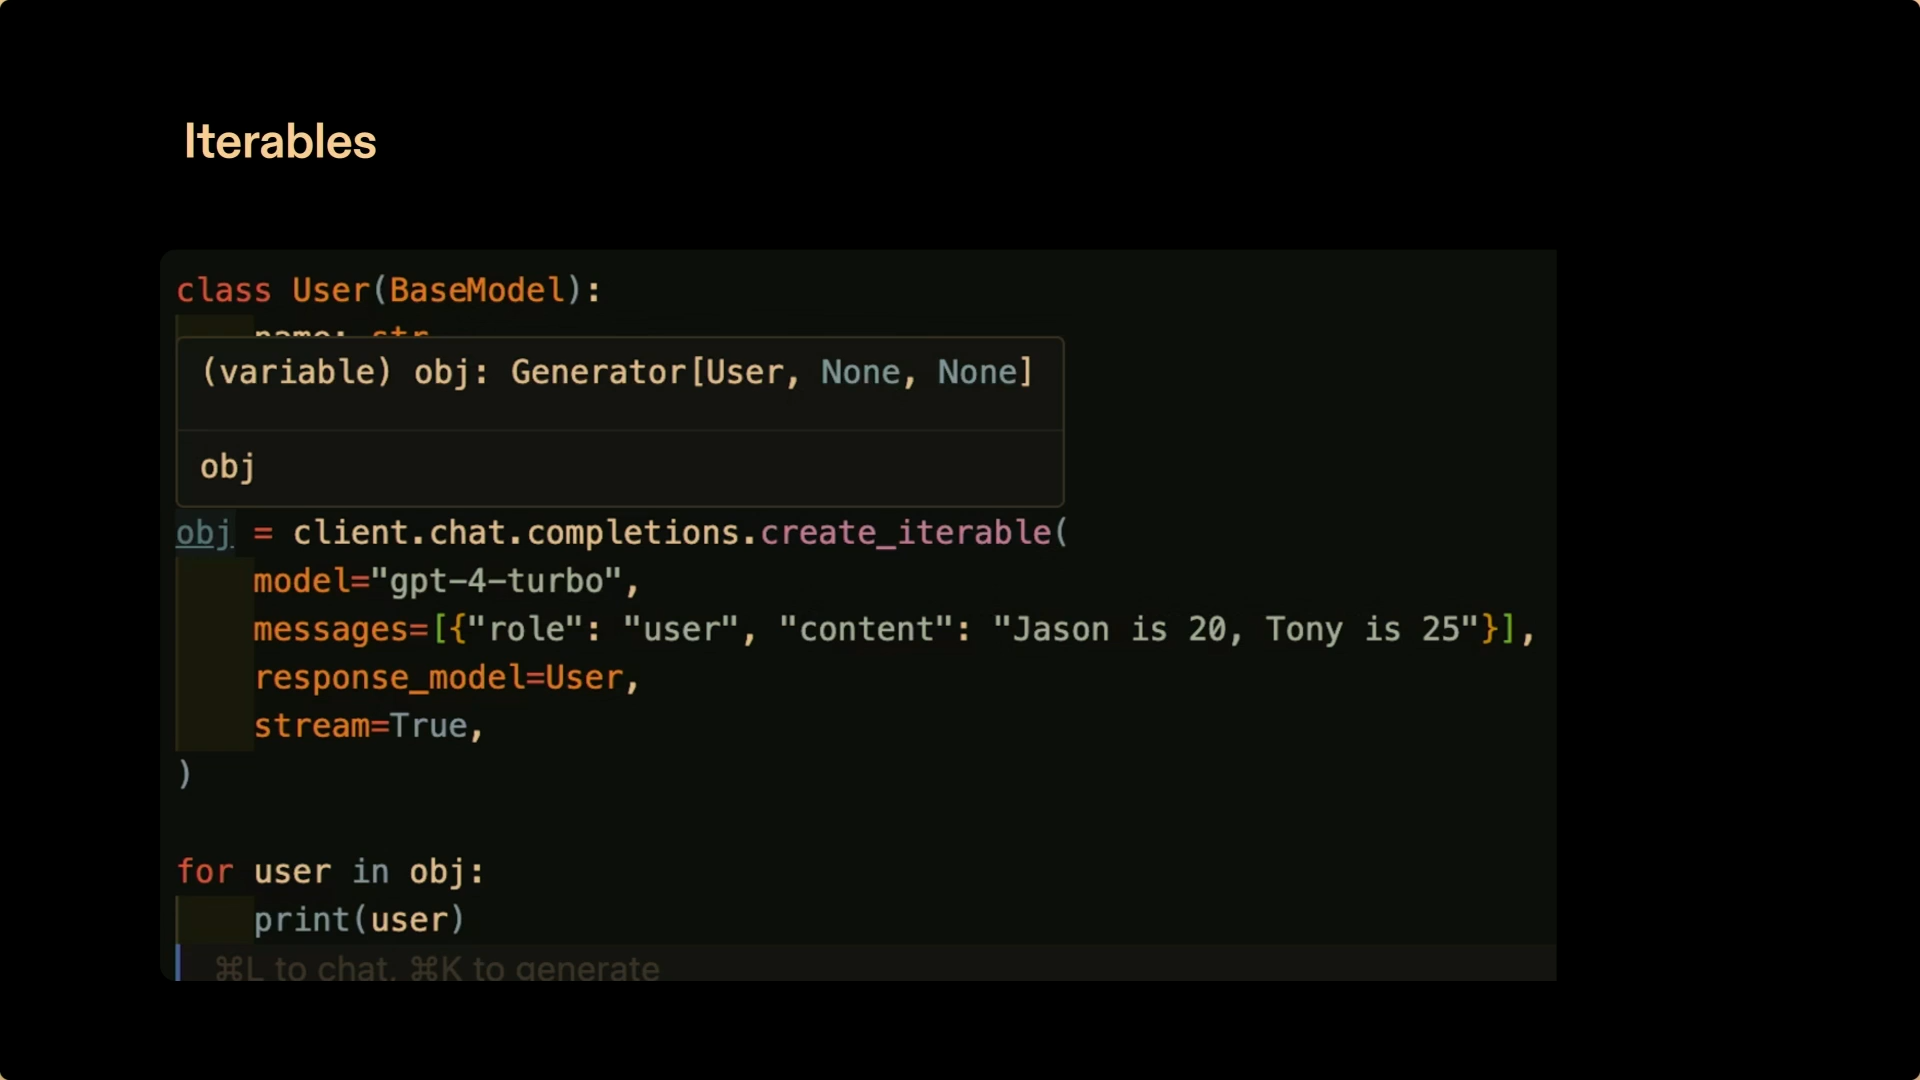 Iterables
class User(BaseModel):
name: str
(variable) obj: Generator[User, None, None]
obj
obj = client.chat.completions.create_iterable(
model="gpt-4-turbo",
messages=[{"role": "user", "content": "Jason is 20, Tony is 25"}],
response_model=User,
stream=True,
)
for user in obj:
print(user)
⌘L to chat, ⌘K to generate